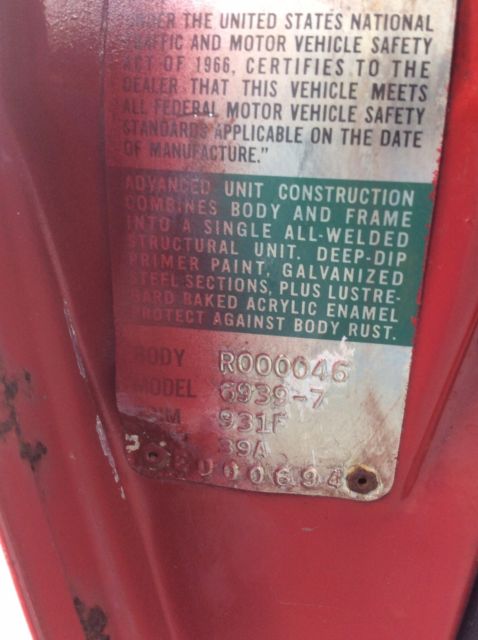 UNDER THE UNITED STATES NATIONAL
TRAFFIC AND MOTOR VEHICLE SAFETY
ACT OF 1966, CERTIFIES TO THE
DEALER THAT THIS VEHICLE MEETS
ALL FEDERAL MOTOR VEHICLE SAFETY
STANDARDS APPLICABLE ON THE DATE
OF MANUFACTURE."
ADVANCED UNIT CONSTRUCTION
COMBINES BODY AND FRAME
INTO A SINGLE ALL-WELDED
STRUCTURAL UNIT. DEEP-DIP
PRIMER PAINT, GALVANIZED
STEEL SECTIONS, PLUS LUSTRE-
GARD BAKED ACRYLIC ENAMEL
PROTECT AGAINST BODY RUST.
BODY R000046
MODEL 6939-7
TRIM 931F
39A
900694